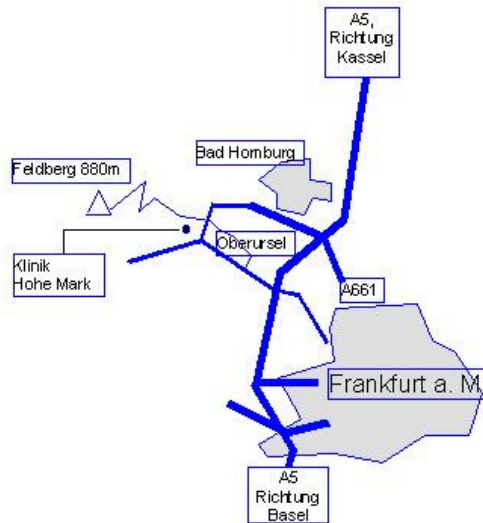 A5,
Richtung
Kassel
Bad Homburg
Feldberg 880m
Oberursel
Klinik
Hohe Mark
A661
Frankfurt a. M
A5
Richtung
Basel